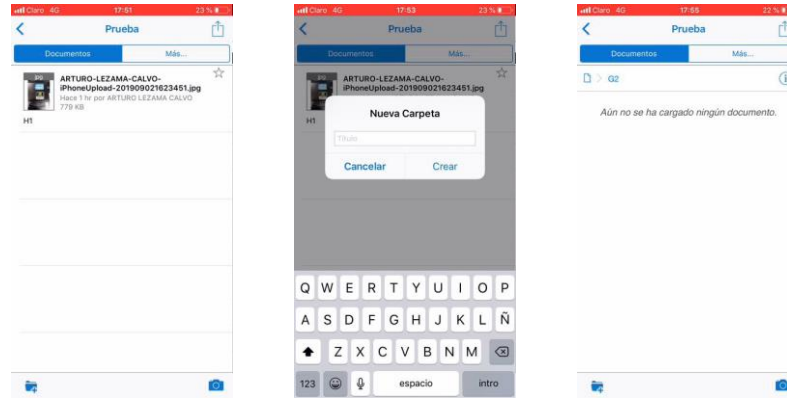 Claro 4G 17:51 23 %
Prueba
Documentos Más...
JPG
ARTURO-LEZAMA-CALVO-
iPhoneUpload-201909021623451.jpg
Hace 1 hr por ARTURO LEZAMA CALVO
779 KB
H1
Claro 4G 17:53 23 %
Prueba
Documentos Más...
JPG
ARTURO-LEZAMA-CALVO-
iPhoneUpload-201909021623451.jpg
H1
Nueva Carpeta
Título
Cancelar Crear
Q W E R T Y U I O P
A S D F G H J K L Ñ
Z X C V B N M
123 espacio intro
Claro 4G 17:55 22 %
Prueba
Documentos Más...
G2
Aún no se ha cargado ningún documento.